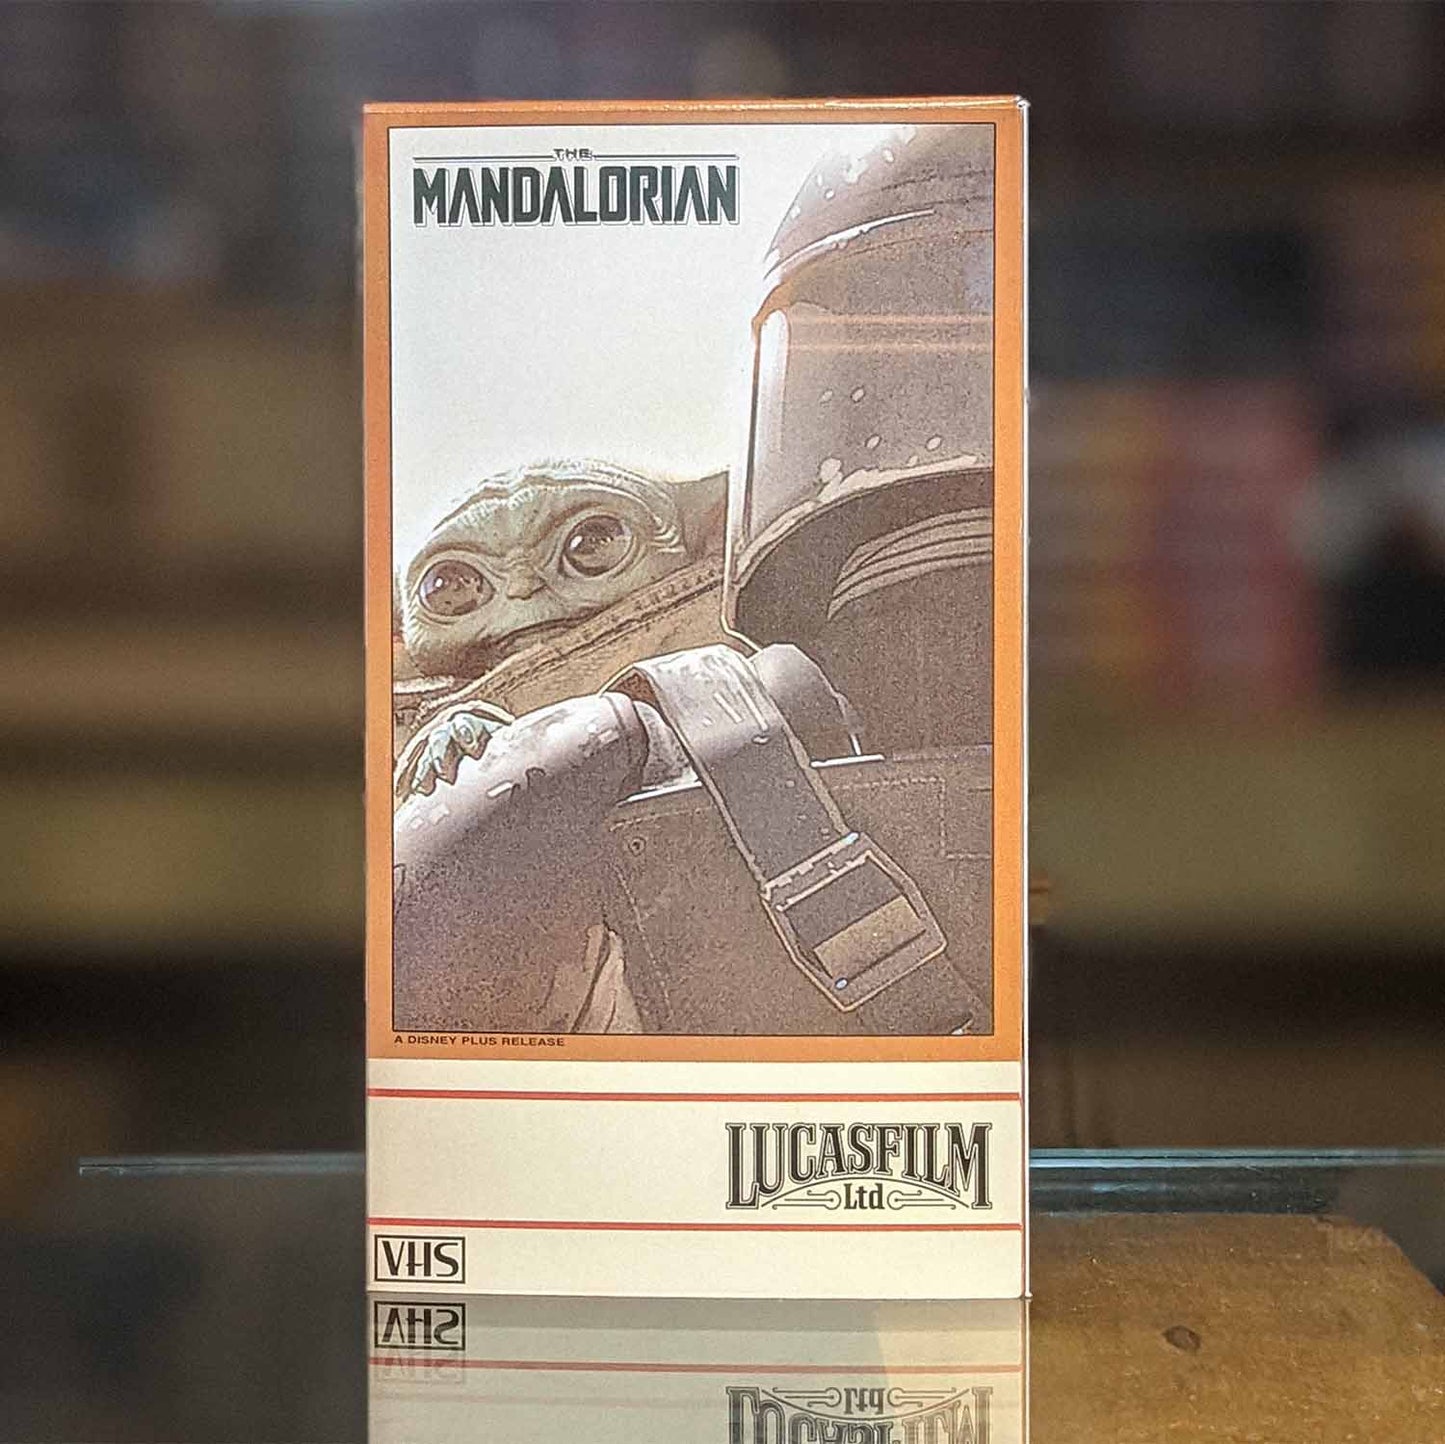 THE
MANDALORIAN
A DISNEY PLUS RELEASE
LUCASFILM
Ltd
VHS